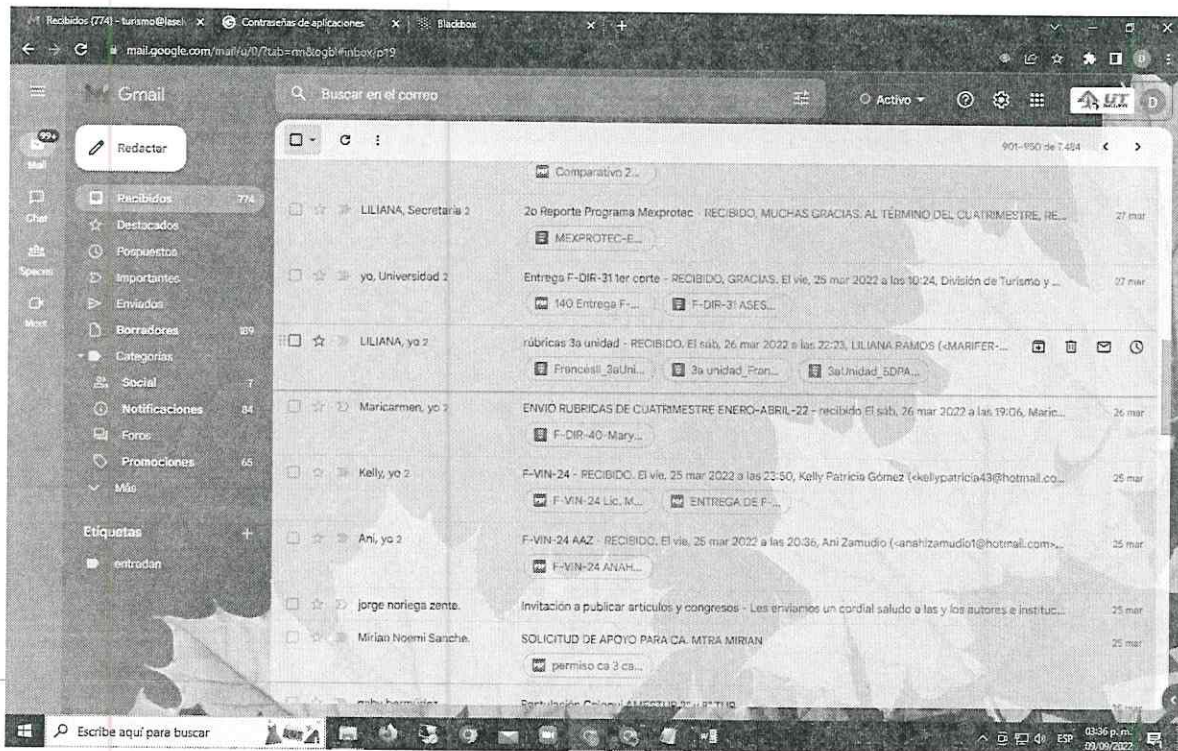 Recibidos (774) - turismo@lasel
Contraseñas de aplicaciones
Blackbox
mail.google.com/mail/u/0/?tab=rm&ogbl#inbox/p19
Gmail
Buscar en el correo
Activo
UT
D
99+
Mail
Chat
Spaces
Meet
Redactar
Recibidos 774
Destacados
Pospuestos
Importantes
Enviados
Borradores 189
Categorías
Social 7
Notificaciones 84
Foros
Promociones 65
Más
Etiquetas +
entradan
901–950 de 7,484
Comparativo 2...
LILIANA, Secretaria 2 2o Reporte Programa Mexprotec - RECIBIDO, MUCHAS GRACIAS. AL TÉRMINO DEL CUATRIMESTRE, RE... 27 mar
MEXPROTEC-E...
yo, Universidad 2 Entrega F-DIR-31 1er corte - RECIBIDO, GRACIAS. El vie, 25 mar 2022 a las 10:24, División de Turismo y ... 27 mar
140 Entrega F-... F-DIR-31 ASES...
LILIANA, yo 2 rúbricas 3a unidad - RECIBIDO. El sáb, 26 mar 2022 a las 22:23, LILIANA RAMOS (<MARIFER-...
FrancesII_3aUni... 3a unidad_Fran... 3aUnidad_5DPA...
Maricarmen, yo 2 ENVIO RUBRICAS DE CUATRIMESTRE ENERO-ABRIL-22 - recibido El sáb, 26 mar 2022 a las 19:06, Maric... 26 mar
F-DIR-40-Mary...
Kelly, yo 2 F-VIN-24 - RECIBIDO. El vie, 25 mar 2022 a las 23:50, Kelly Patricia Gómez (<kellypatricia43@hotmail.co... 25 mar
F-VIN-24 Lic. M... ENTREGA DE F-...
Ani, yo 2 F-VIN-24 AAZ - RECIBIDO. El vie, 25 mar 2022 a las 20:36, Ani Zamudio (<anshizamudio1@hotmail.com>... 25 mar
F-VIN-24 ANAH...
jorge noriega zente. Invitación a publicar artículos y congresos - Les enviamos un cordial saludo a las y los autores e instituc... 25 mar
Mirian Noemi Sanche. SOLICITUD DE APOYO PARA CA. MTRA MIRIAN 25 mar
permiso ca 3 ca...
Escribe aquí para buscar
ESP
03:36 p. m.
09/09/2022